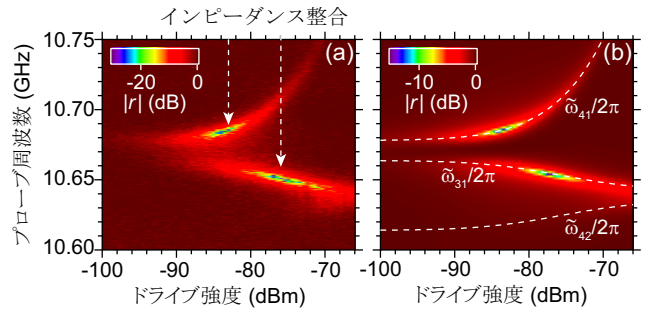 インピーダンス整合
プローブ周波数 (GHz)
10.75
10.70
10.65
10.60
-20 0
|r| (dB)
(a)
-100 -90 -80 -70
ドライブ強度 (dBm)
-10 0
|r| (dB)
(b)
ω̃41/2π
ω̃31/2π
ω̃42/2π
-100 -90 -80 -70
ドライブ強度 (dBm)